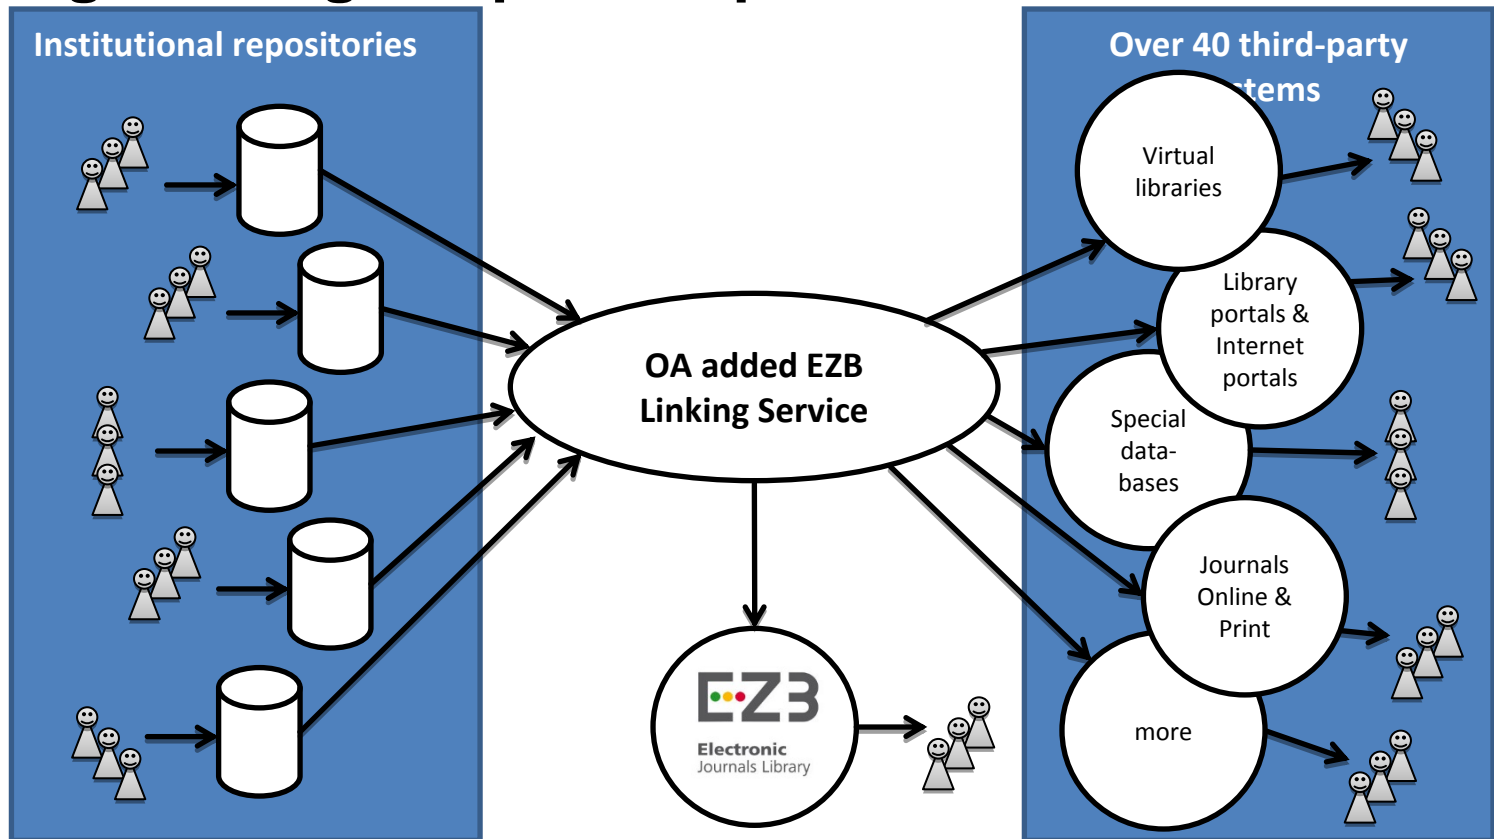 Institutional repositories
Over 40 third-party
Virtual
libraries
Library
portals &
Internet
portals
OA added EZB
Linking Service
Special
data-
bases
Journals
Online &
Print
more
EZB
Electronic
Journals Library